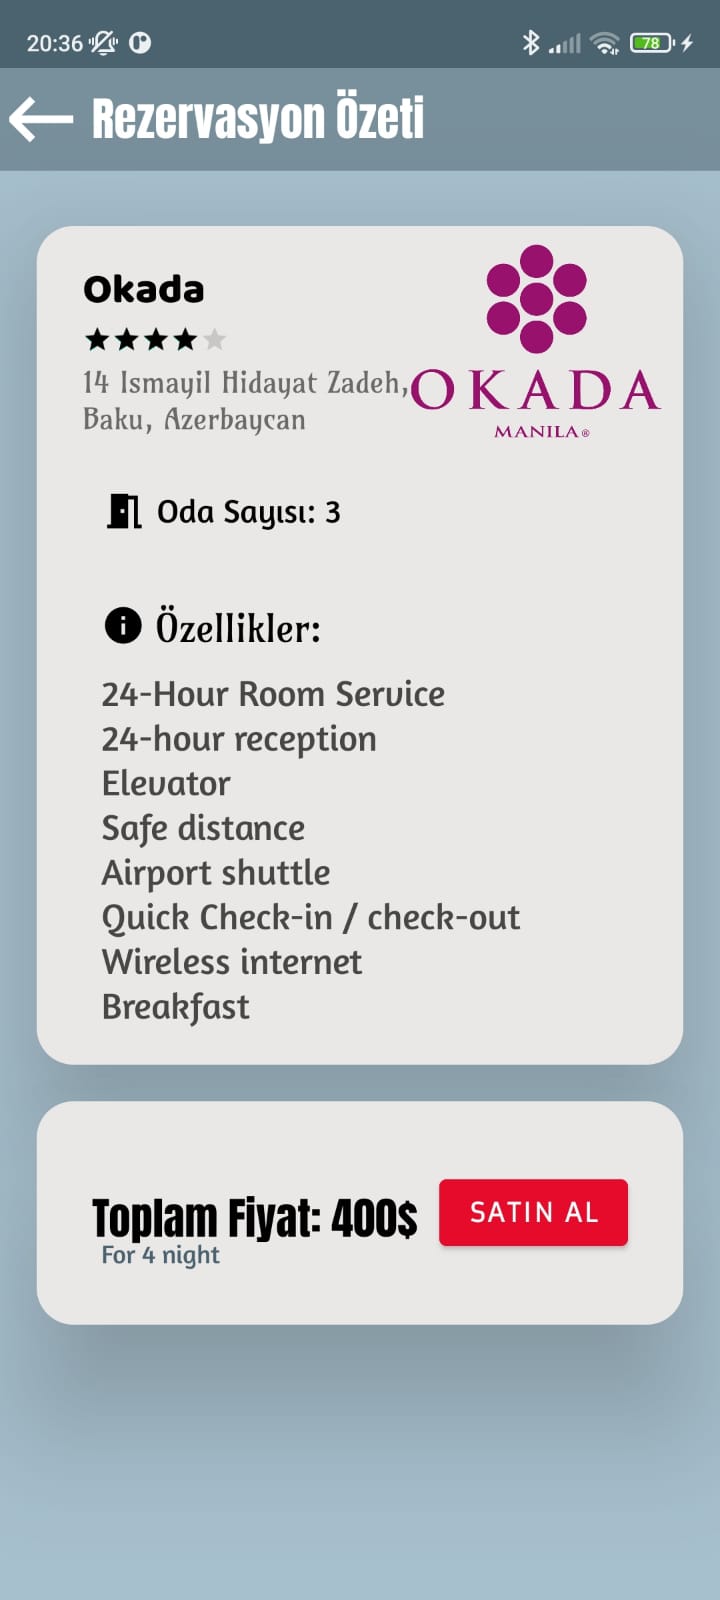 20:36
78
Rezervasyon Özeti
Okada
14 Ismayil Hidayat Zadeh,
Baku, Azerbaycan
OKADA
MANILA®
Oda Sayısı: 3
Özellikler:
24-Hour Room Service
24-hour reception
Elevator
Safe distance
Airport shuttle
Quick Check-in / check-out
Wireless internet
Breakfast
Toplam Fiyat: 400$
For 4 night
SATIN AL